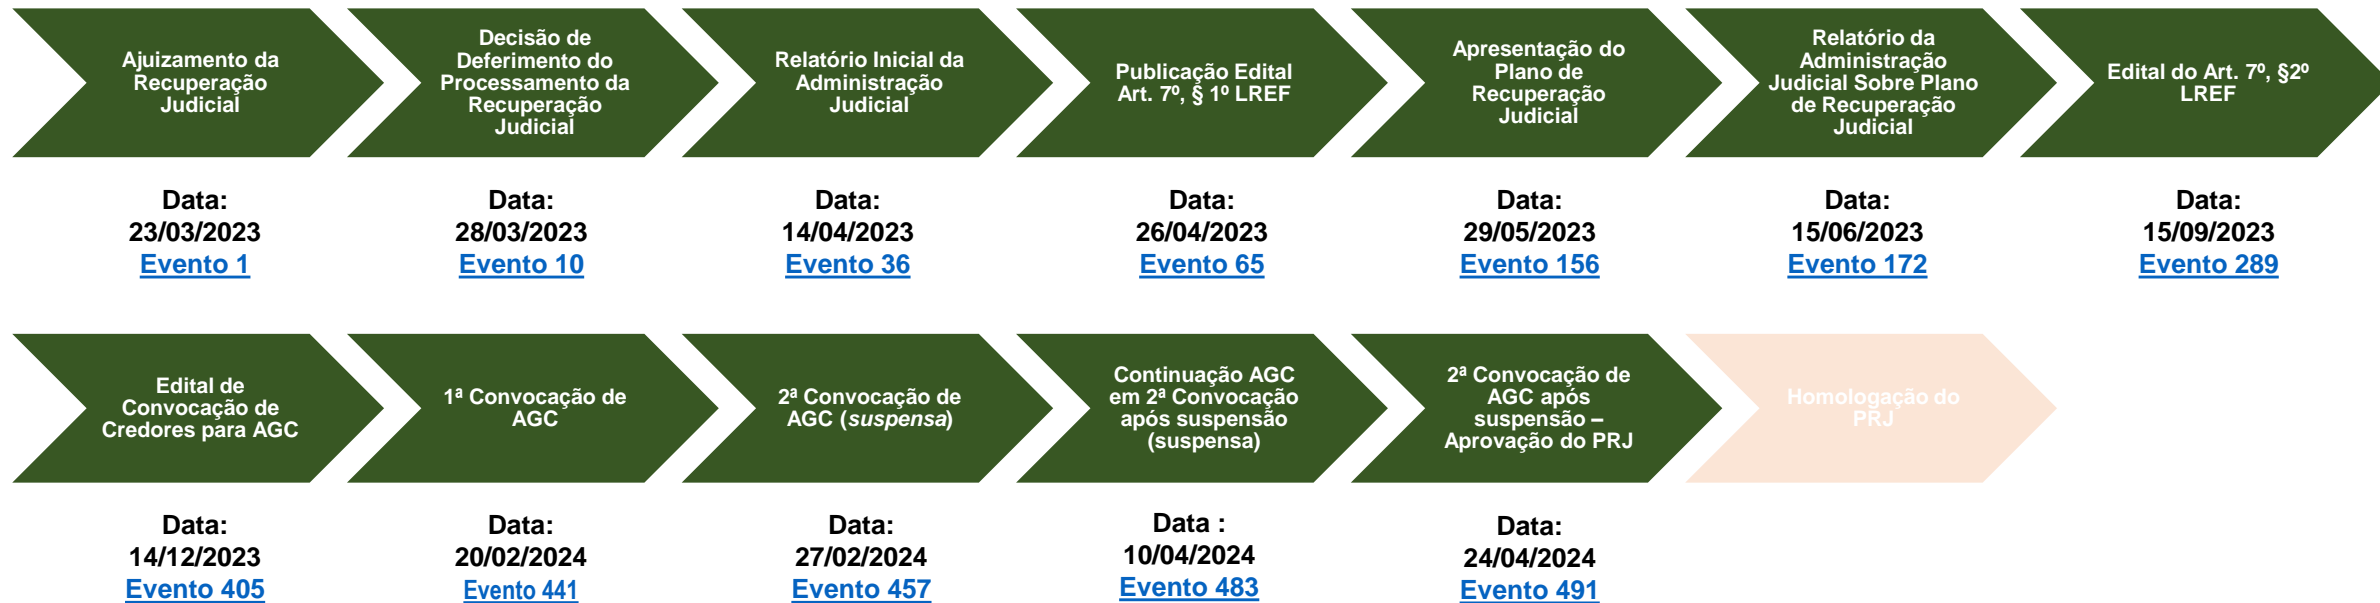 Ajuizamento da
Recuperação
Judicial
Decisão de
Deferimento do
Processamento da
Recuperação
Judicial
Relatório Inicial da
Administração
Judicial
Publicação Edital
Art. 7º, § 1º LREF
Apresentação do
Plano de
Recuperação
Judicial
Relatório da
Administração
Judicial Sobre Plano
de Recuperação
Judicial
Edital do Art. 7º, §2º
LREF
Data:
23/03/2023
Evento 1
Data:
28/03/2023
Evento 10
Data:
14/04/2023
Evento 36
Data:
26/04/2023
Evento 65
Data:
29/05/2023
Evento 156
Data:
15/06/2023
Evento 172
Data:
15/09/2023
Evento 289
Edital de
Convocação de
Credores para AGC
1ª Convocação de
AGC
2ª Convocação de
AGC (suspensa)
Continuação AGC
em 2ª Convocação
após suspensão
(suspensa)
2ª Convocação de
AGC após
suspensão –
Aprovação do PRJ
Homologação do
PRJ
Data:
14/12/2023
Evento 405
Data:
20/02/2024
Evento 441
Data:
27/02/2024
Evento 457
Data :
10/04/2024
Evento 483
Data:
24/04/2024
Evento 491